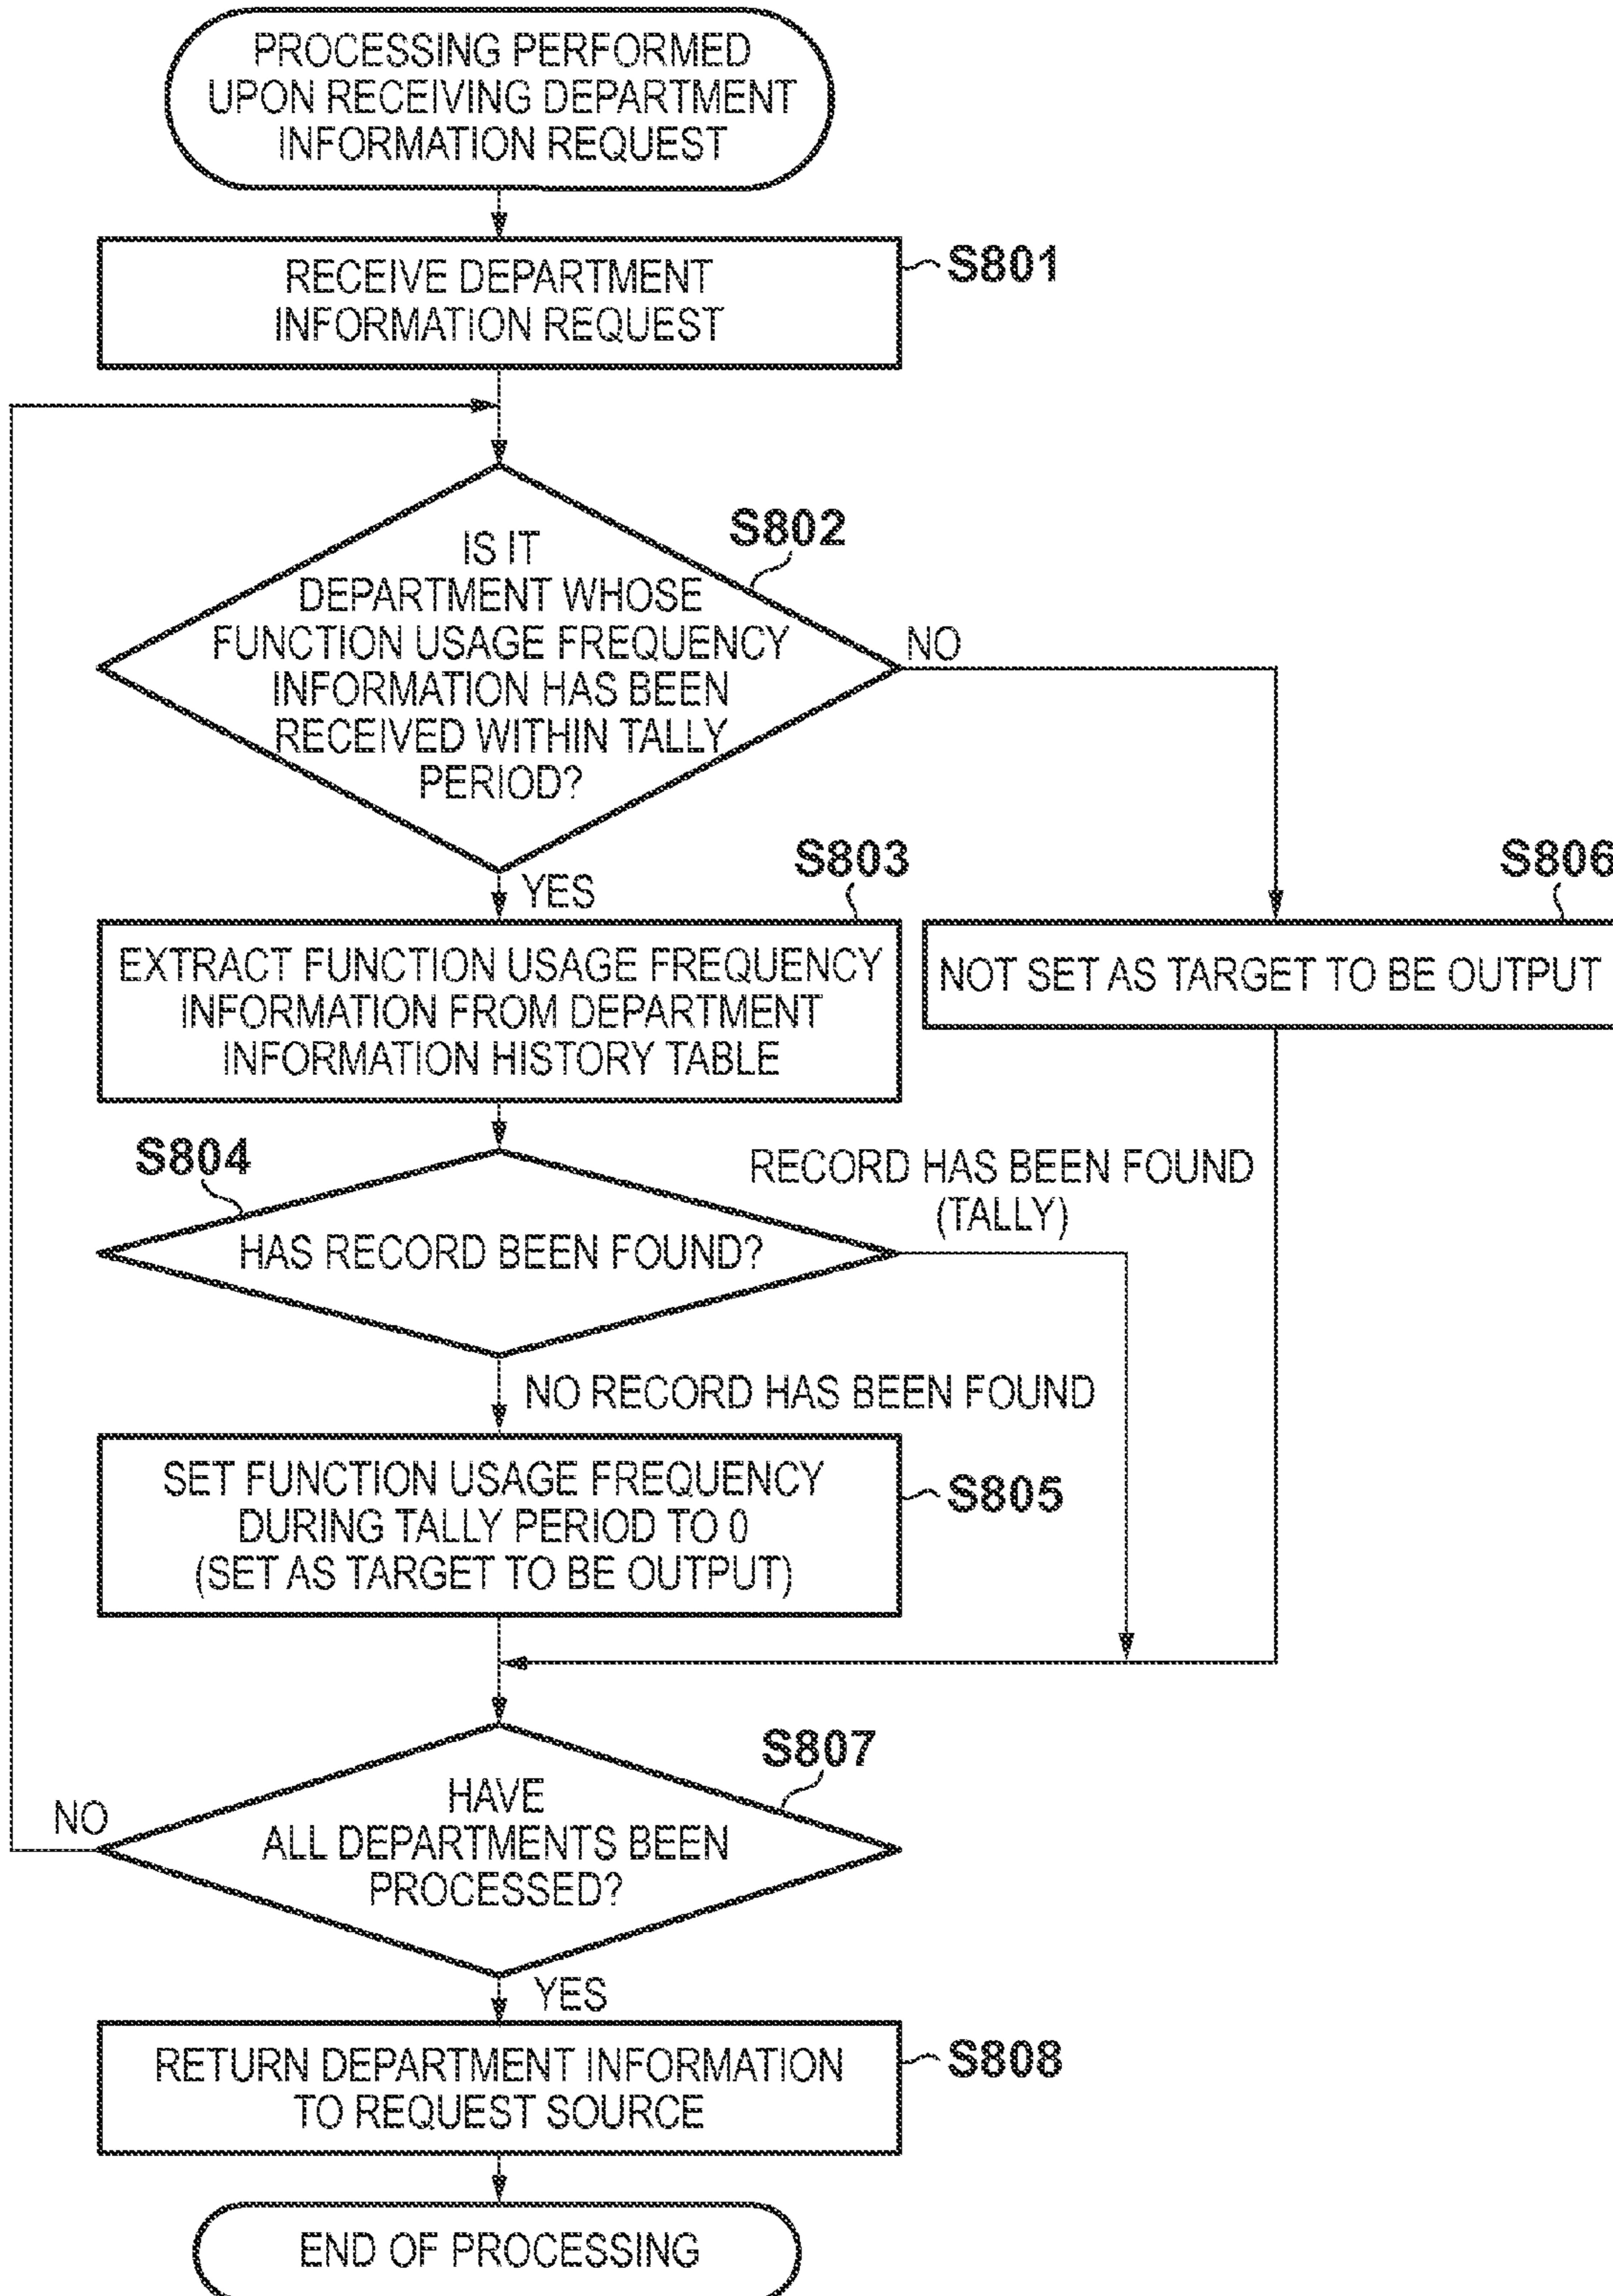 PROCESSING PERFORMED
UPON RECEIVING DEPARTMENT
INFORMATION REQUEST
S801
RECEIVE DEPARTMENT
INFORMATION REQUEST
S802
IS IT
DEPARTMENT WHOSE
FUNCTION USAGE FREQUENCY
INFORMATION HAS BEEN
RECEIVED WITHIN TALLY
PERIOD?
NO
YES
S803
EXTRACT FUNCTION USAGE FREQUENCY
INFORMATION FROM DEPARTMENT
INFORMATION HISTORY TABLE
S806
NOT SET AS TARGET TO BE OUTPUT
S804
HAS RECORD BEEN FOUND?
RECORD HAS BEEN FOUND
(TALLY)
NO RECORD HAS BEEN FOUND
SET FUNCTION USAGE FREQUENCY
DURING TALLY PERIOD TO 0
(SET AS TARGET TO BE OUTPUT)
S805
S807
HAVE
ALL DEPARTMENTS BEEN
PROCESSED?
NO
YES
RETURN DEPARTMENT INFORMATION
TO REQUEST SOURCE
S808
END OF PROCESSING